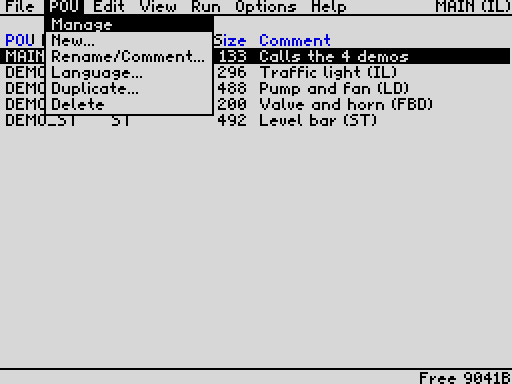 File POU Edit View Run Options Help MAIN (IL)
Manage
POU New... Size Comment
MAIN Rename/Comment... 133 Calls the 4 demos
DEMO Language... 296 Traffic light (IL)
DEMO Duplicate... 488 Pump and fan (LD)
DEMO Delete 200 Valve and horn (FBD)
DEMO_ST ST 492 Level bar (ST)
Free 9041B